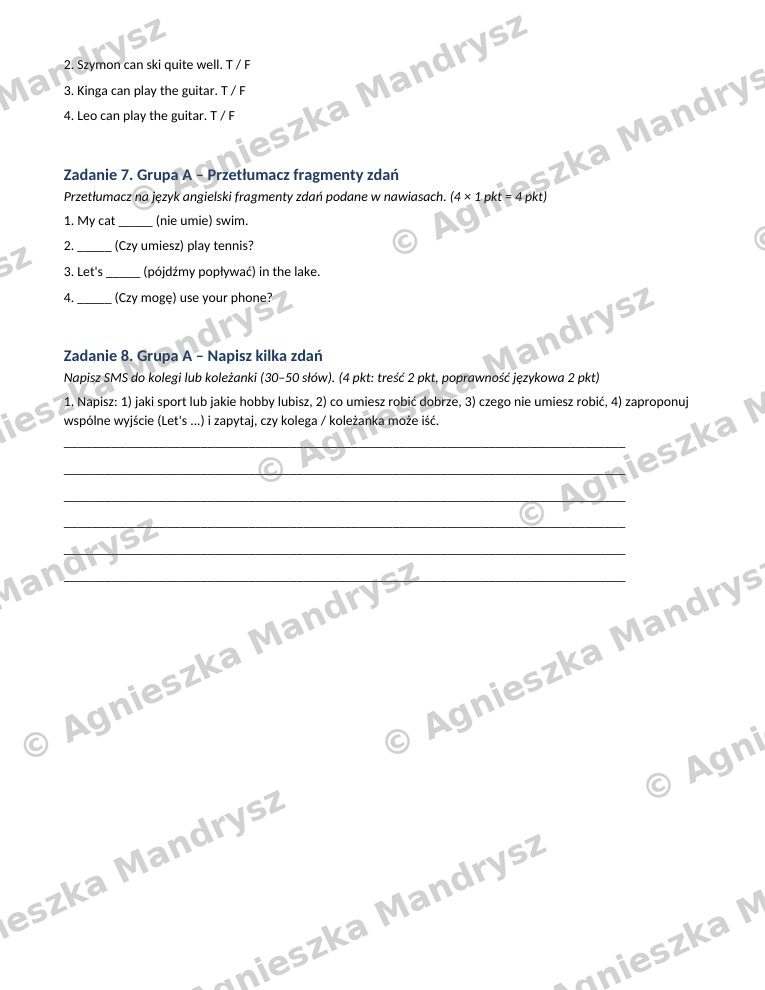 2. Szymon can ski quite well. T / F
3. Kinga can play the guitar. T / F
4. Leo can play the guitar. T / F
Zadanie 7. Grupa A – Przetłumacz fragmenty zdań
Przetłumacz na język angielski fragmenty zdań podane w nawiasach. (4 × 1 pkt = 4 pkt)
1. My cat _____ (nie umie) swim.
2. _____ (Czy umiesz) play tennis?
3. Let's _____ (pójdźmy popływać) in the lake.
4. _____ (Czy mogę) use your phone?
Zadanie 8. Grupa A – Napisz kilka zdań
Napisz SMS do kolegi lub koleżanki (30–50 słów). (4 pkt: treść 2 pkt, poprawność językowa 2 pkt)
1. Napisz: 1) jaki sport lub jakie hobby lubisz, 2) co umiesz robić dobrze, 3) czego nie umiesz robić, 4) zaproponuj
wspólne wyjście (Let's ...) i zapytaj, czy kolega / koleżanka może iść.
© Agnieszka Mandrysz